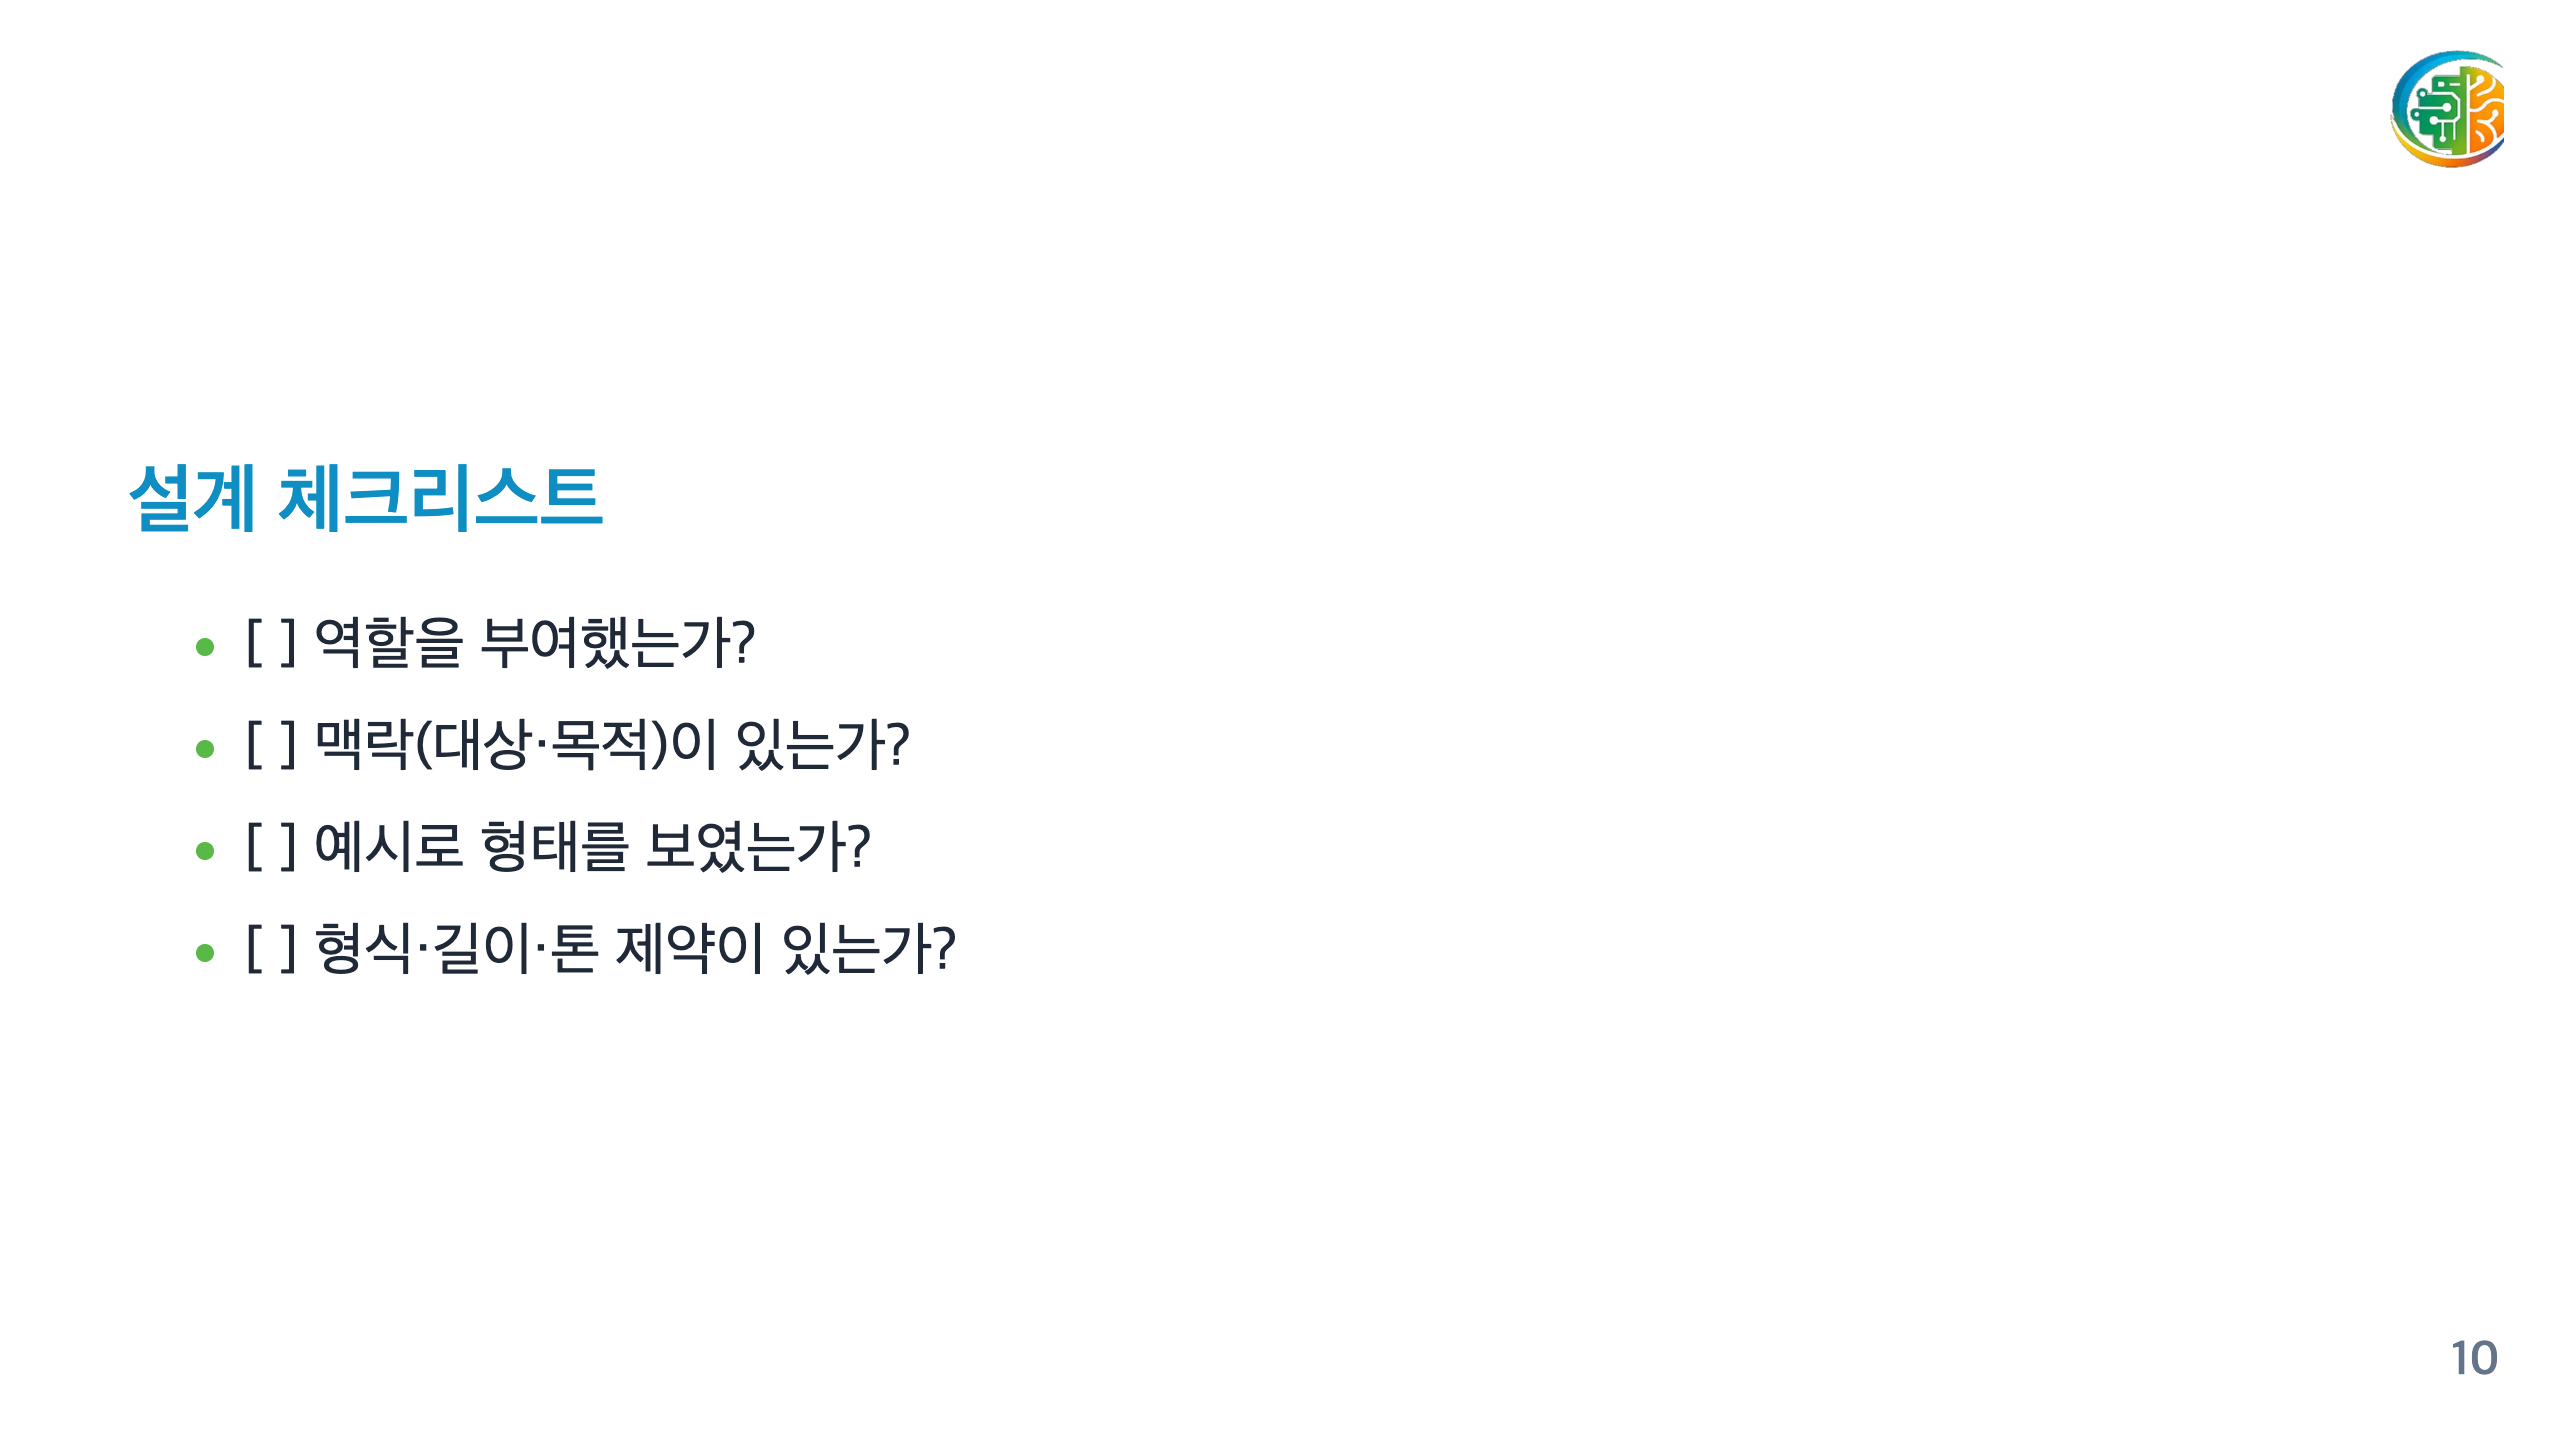 설계 체크리스트
• [ ] 역할을 부여했는가?
• [ ] 맥락(대상·목적)이 있는가?
• [ ] 예시로 형태를 보였는가?
• [ ] 형식·길이·톤 제약이 있는가?
10